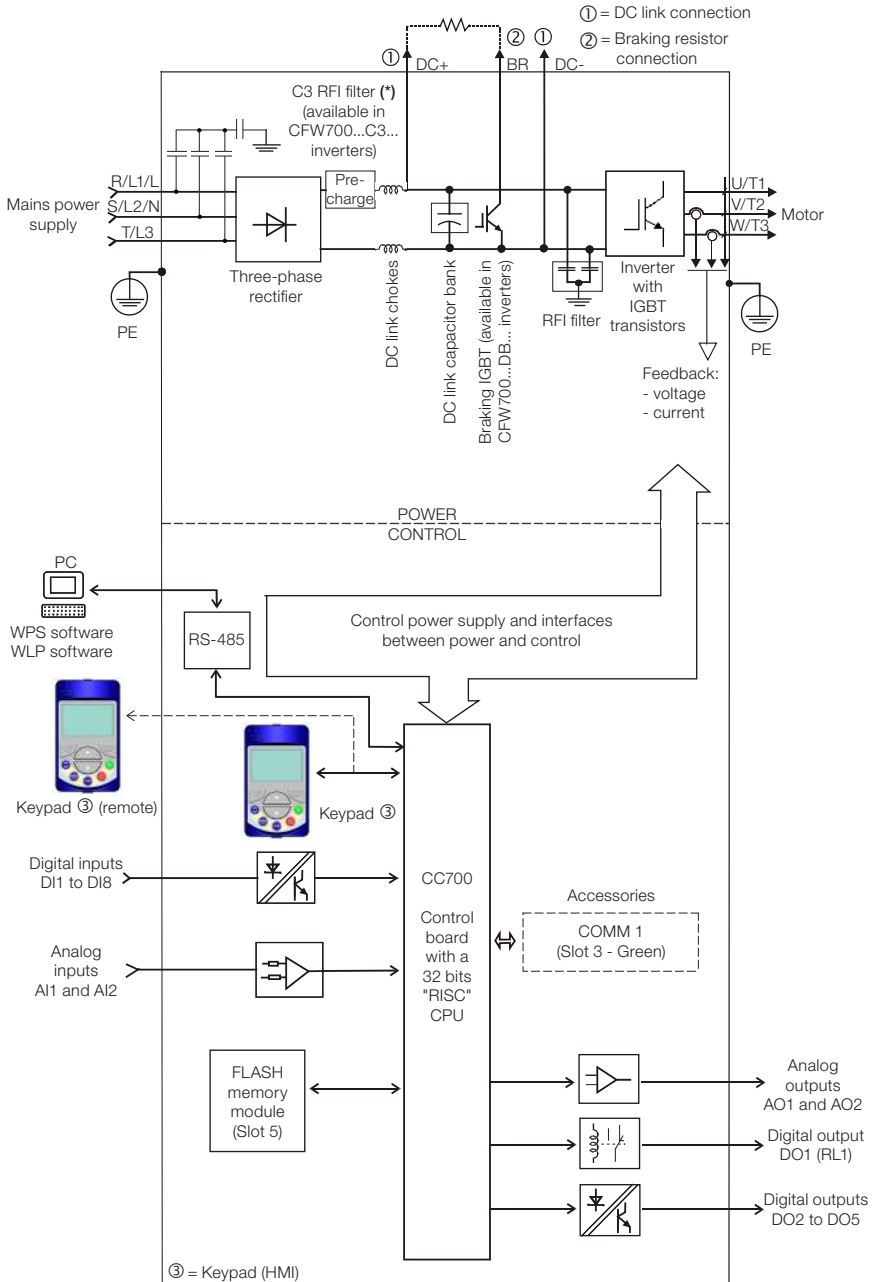 ① = DC link connection
② = Braking resistor
connection
① DC+
② BR
① DC-
C3 RFI filter (*)
(available in
CFW700...C3...
inverters)
Mains power
supply
R/L1/L
S/L2/N
T/L3
Pre-
charge
U/T1
V/T2
W/T3
Motor
PE
Three-phase
rectifier
DC link chokes
DC link capacitor bank
Braking IGBT (available in
CFW700...DB... inverters)
RFI filter
Inverter
with
IGBT
transistors
PE
Feedback:
- voltage
- current
POWER
CONTROL
PC
WPS software
WLP software
RS-485
Control power supply and interfaces
between power and control
Keypad ③ (remote)
Keypad ③
Digital inputs
DI1 to DI8
Analog
inputs
AI1 and AI2
FLASH
memory
module
(Slot 5)
CC700
Control
board
with a
32 bits
"RISC"
CPU
Accessories
COMM 1
(Slot 3 - Green)
Analog
outputs
AO1 and AO2
Digital output
DO1 (RL1)
Digital outputs
DO2 to DO5
③ = Keypad (HMI)